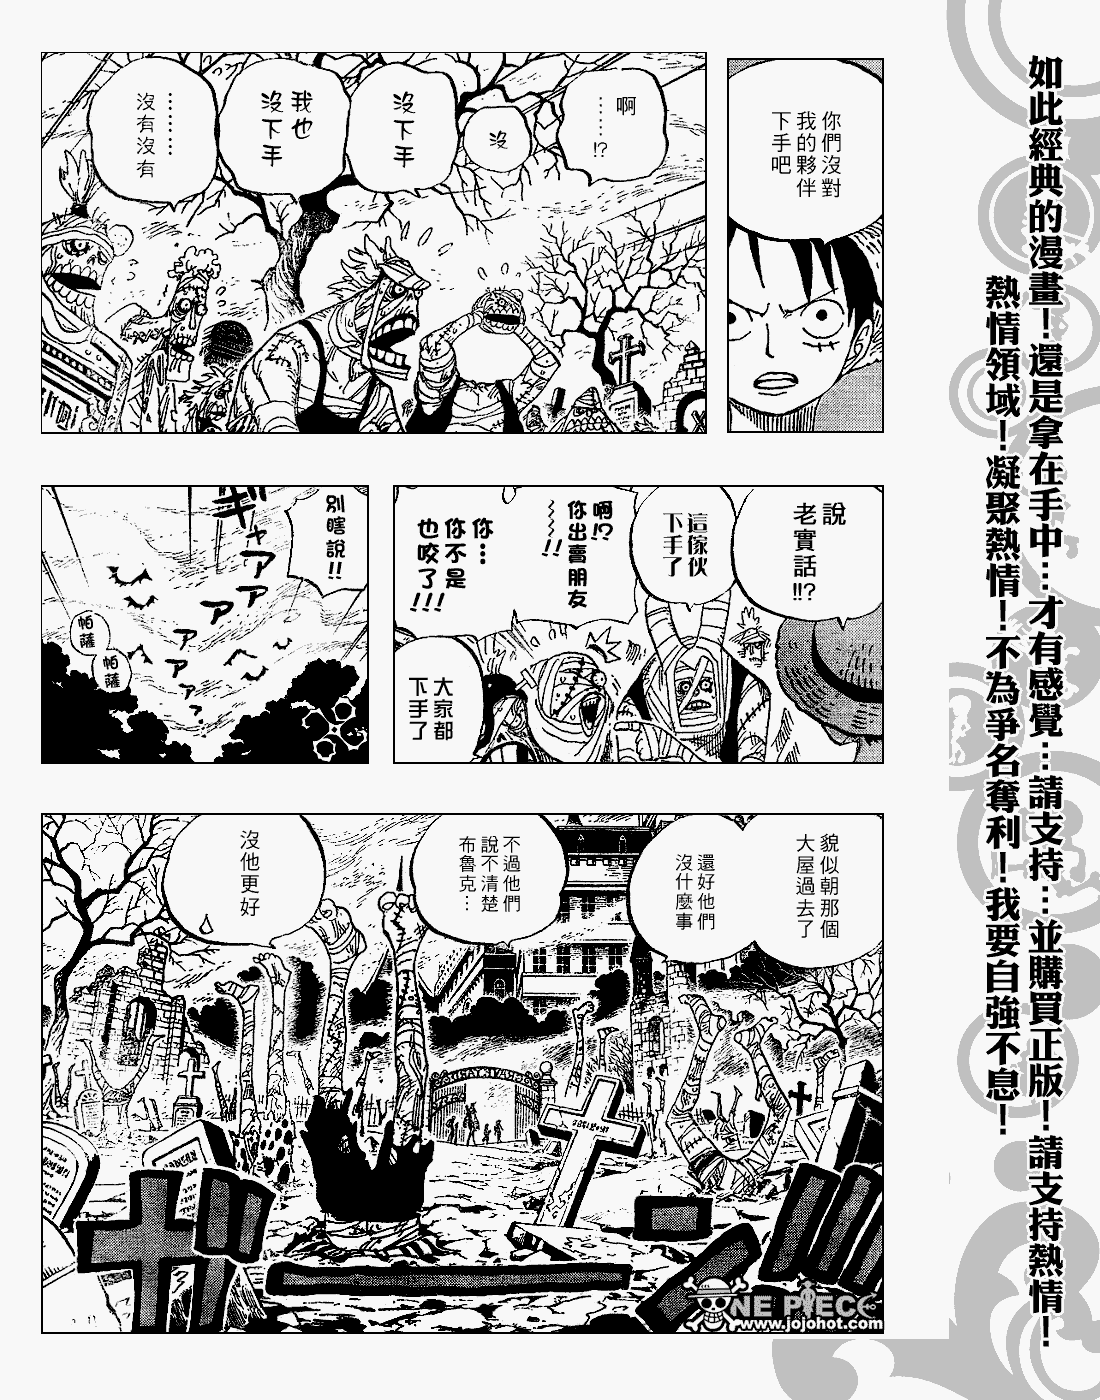 如此經典的漫畫！還是拿在手中…才有感覺…請支持…並購買正版！請支持熱情！
熱情領域！凝聚熱情！不為爭名奪利！我要自強不息！
你們沒對
我的夥伴
下手吧
啊
……!?
沒
沒下手
我也
沒下手
………
沒有沒有
說
老實話!!?
這傢伙
下手了
啊!?
你出賣朋友
~~~!!
你…
你不是
也咬了!!!
大家都
下手了
別瞎說!!
ギャアアアアアアア…
帕薩
帕薩
貌似朝那個
大屋過去了
還好他們
沒什麼事
不過他們
說不清楚
布魯克…
沒他更好
ONE PIECE
www.jojohot.com